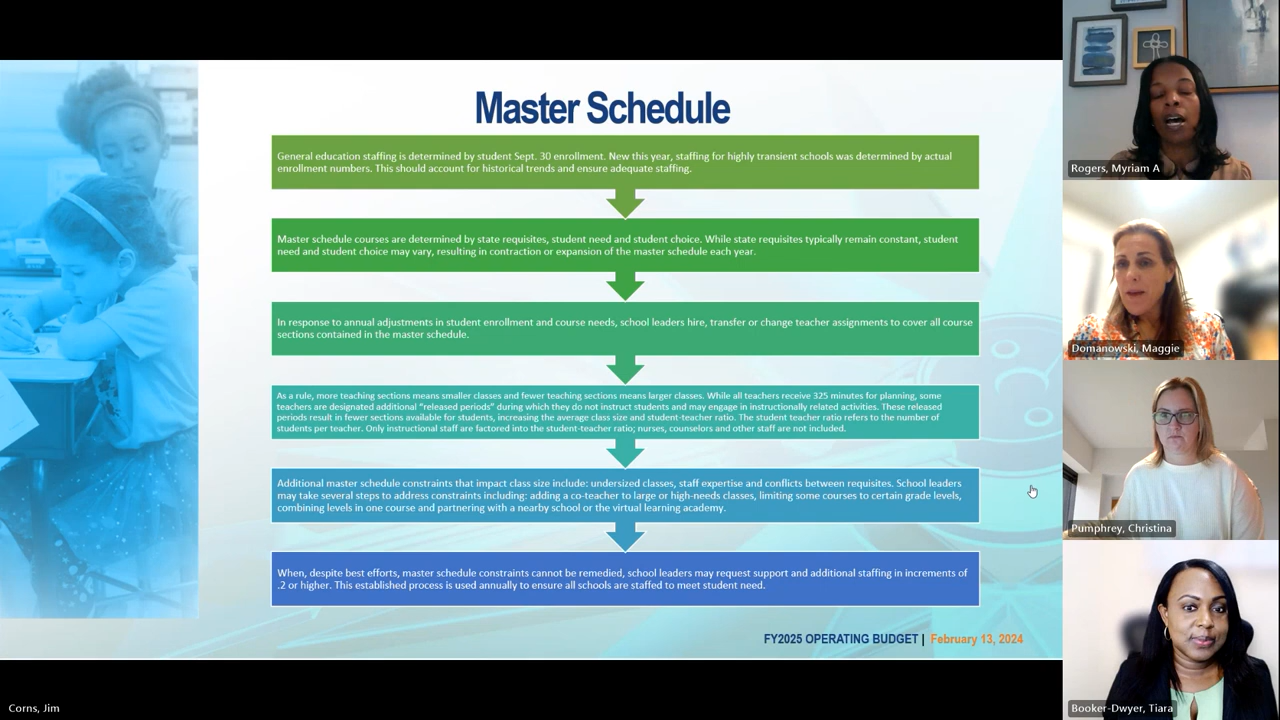 Master Schedule
General education staffing is determined by student Sept. 30 enrollment. New this year, staffing for highly transient schools was determined by actual
enrollment numbers. This should account for historical trends and ensure adequate staffing.
Master schedule courses are determined by state requisites, student need and student choice. While state requisites typically remain constant, student
need and student choice may vary, resulting in contraction or expansion of the master schedule each year.
In response to annual adjustments in student enrollment and course needs, school leaders hire, transfer or change teacher assignments to cover all course
sections contained in the master schedule.
As a rule, more teaching sections means smaller classes and fewer teaching sections means larger classes. While all teachers receive 325 minutes for planning, some
teachers are designated additional “released periods” during which they do not instruct students and may engage in instructionally related activities. These released
periods result in fewer sections available for students, increasing the average class size and student-teacher ratio. The student teacher ratio refers to the number of
students per teacher. Only instructional staff are factored into the student-teacher ratio; nurses, counselors and other staff are not included.
Additional master schedule constraints that impact class size include: undersized classes, staff expertise and conflicts between requisites. School leaders
may take several steps to address constraints including: adding a co-teacher to large or high-needs classes, limiting some courses to certain grade levels,
combining levels in one course and partnering with a nearby school or the virtual learning academy.
When, despite best efforts, master schedule constraints cannot be remedied, school leaders may request support and additional staffing in increments of
.2 or higher. This established process is used annually to ensure all schools are staffed to meet student need.
FY2025 OPERATING BUDGET | February 13, 2024
Corns, Jim
Rogers, Myriam A
Domanowski, Maggie
Pumphrey, Christina
Booker-Dwyer, Tiara